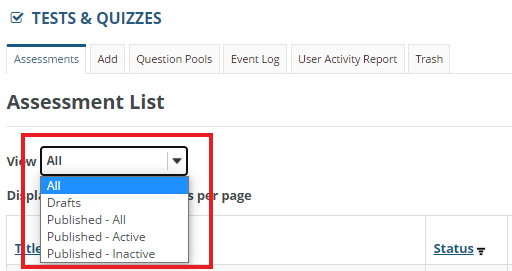 TESTS & QUIZZES
Assessments Add Question Pools Event Log User Activity Report Trash
Assessment List
View All
All
Drafts
Published - All
Published - Active
Published - Inactive
per page
Title Status